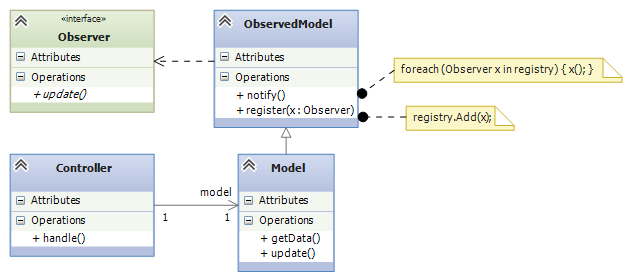 «interface»
Observer
Attributes
Operations
+ update()
ObservedModel
Attributes
Operations
+ notify()
+ register(x : Observer)
foreach (Observer x in registry) { x(); }
registry.Add(x);
Controller
Attributes
Operations
+ handle()
model
1
1
Model
Attributes
Operations
+ getData()
+ update()